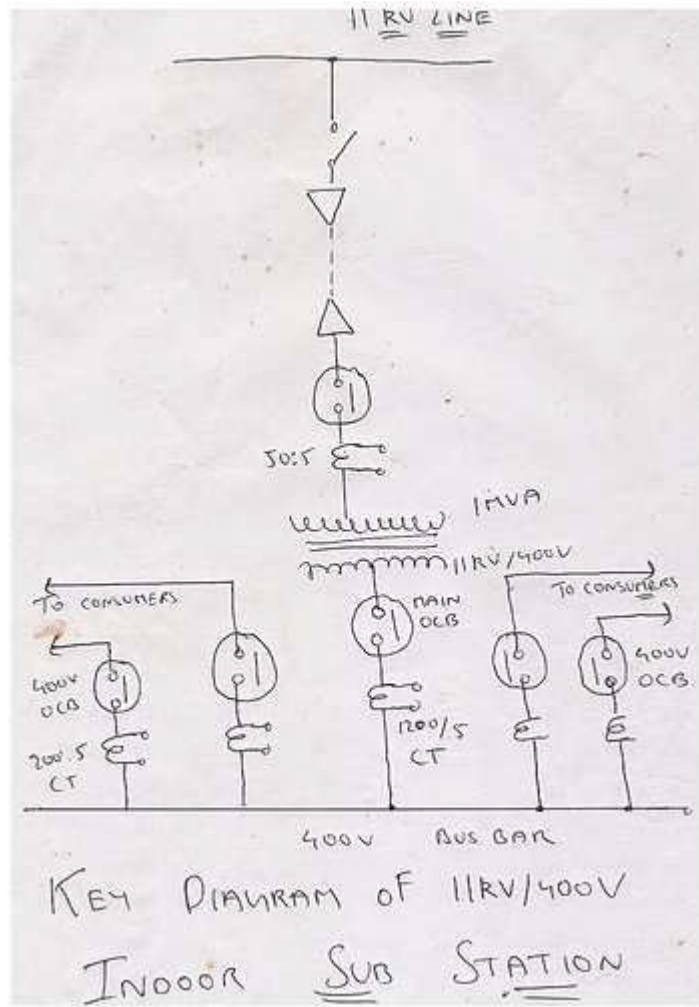 11 KV LINE
50:5
1MVA
11KV/400V
TO CONSUMERS
MAIN
OCB
TO CONSUMERS
400V
OCB
400V
OCB
200:5
CT
1200/5
CT
400V BUS BAR
KEY DIAGRAM OF 11KV/400V
INDOOR SUB STATION